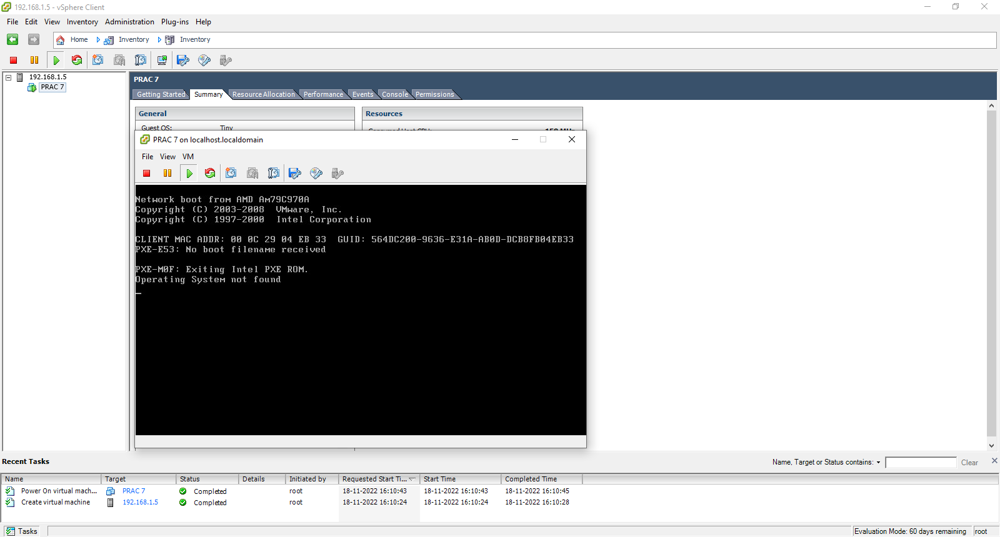 192.168.1.5 - vSphere Client
File Edit View Inventory Administration Plug-ins Help
Home Inventory Inventory
192.168.1.5
PRAC 7
PRAC 7
Getting Started Summary Resource Allocation Performance Events Console Permissions
General Resources
Guest OS: Tiny
Consumed Host CPU: 159 MHz
PRAC 7 on localhost.localdomain
File View VM
Network boot from AMD Am79C970A
Copyright (C) 2003-2008 VMware, Inc.
Copyright (C) 1997-2000 Intel Corporation
CLIENT MAC ADDR: 00 0C 29 04 EB 33 GUID: 564DC200-9636-E31A-AB0D-DCB8FB04EB33
PXE-E53: No boot filename received
PXE-M0F: Exiting Intel PXE ROM.
Operating System not found
Recent Tasks Name, Target or Status contains: Clear
Name Target Status Details Initiated by Requested Start Ti... Start Time Completed Time
Power On virtual mach... PRAC 7 Completed root 18-11-2022 16:10:43 18-11-2022 16:10:43 18-11-2022 16:10:45
Create virtual machine 192.168.1.5 Completed root 18-11-2022 16:10:24 18-11-2022 16:10:24 18-11-2022 16:10:28
Tasks Evaluation Mode: 60 days remaining root